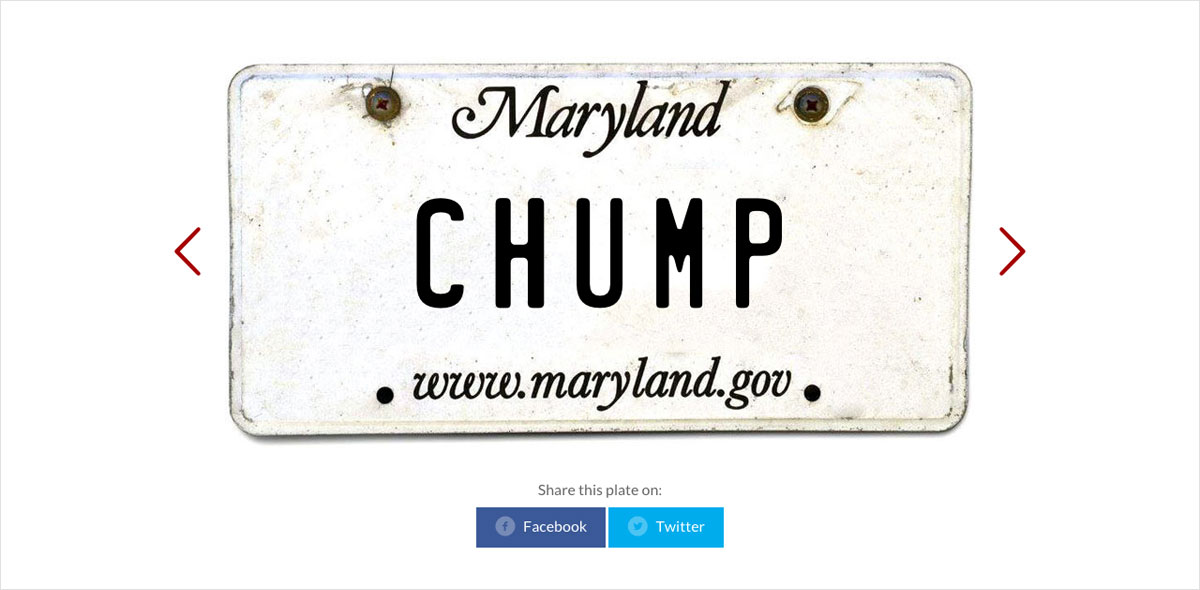 Maryland
CHUMP
www.maryland.gov
Share this plate on:
Facebook
Twitter